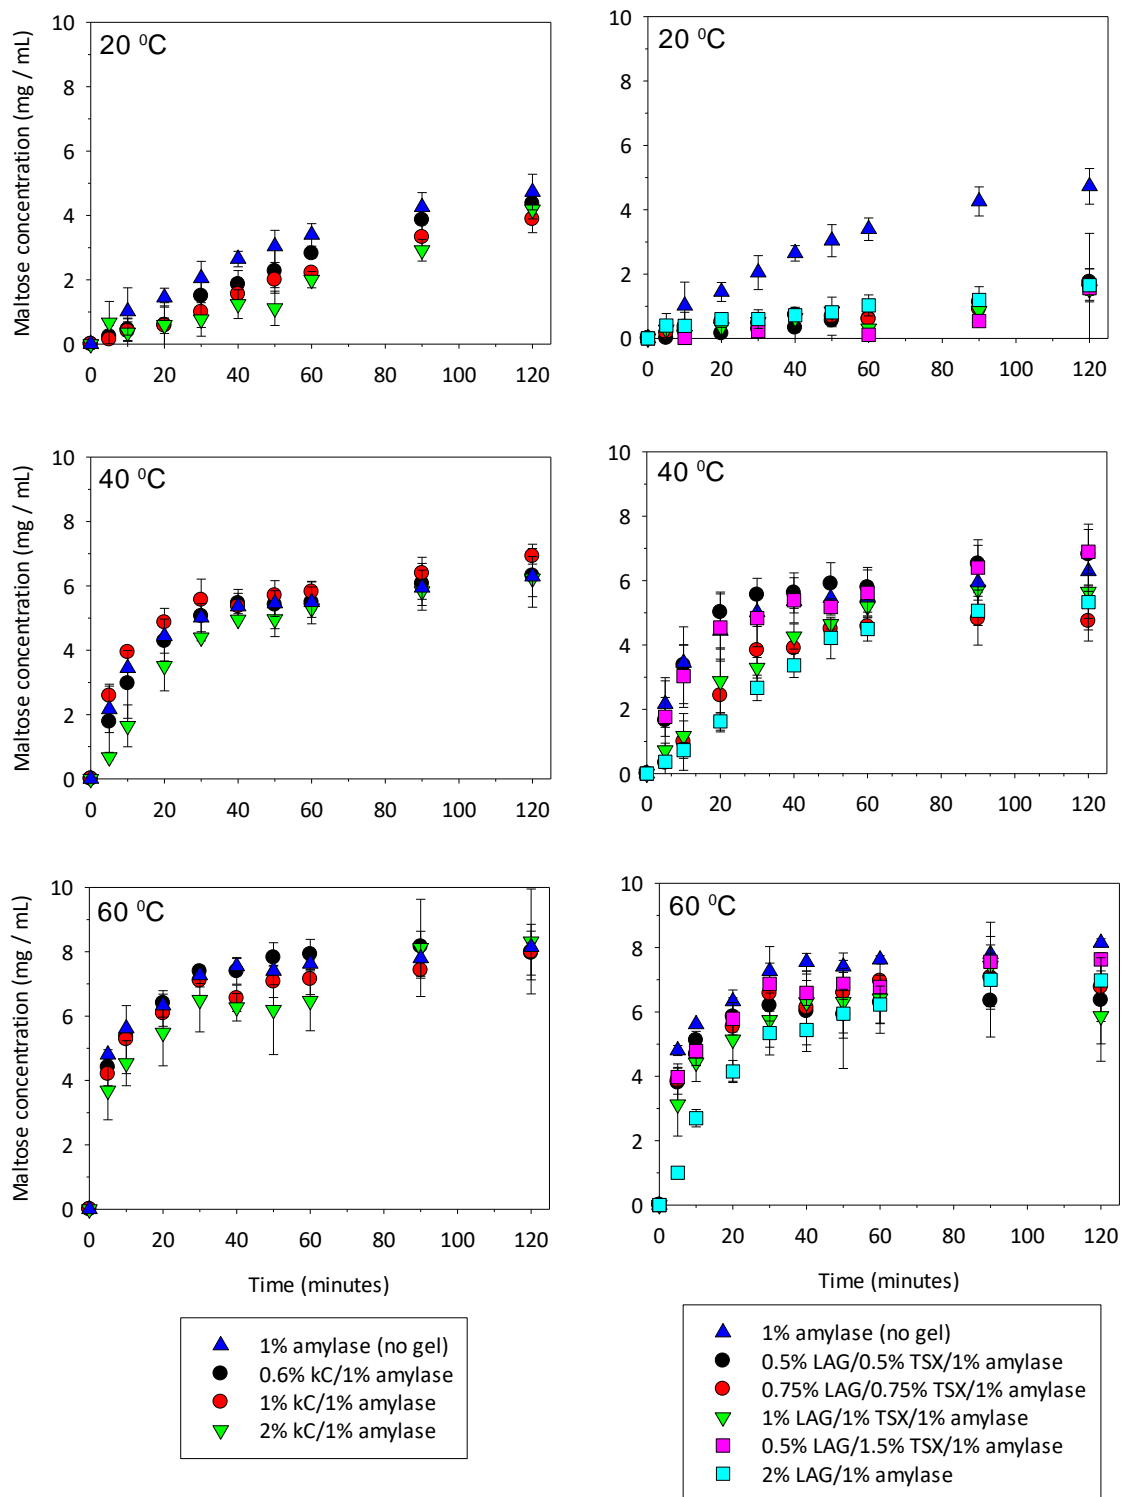 20 ⁰C
Maltose concentration (mg / mL)
10
8
6
4
2
0
0 20 40 60 80 100 120
20 ⁰C
10
8
6
4
2
0
0 20 40 60 80 100 120
40 ⁰C
Maltose concentration (mg / mL)
10
8
6
4
2
0
0 20 40 60 80 100 120
40 ⁰C
10
8
6
4
2
0
0 20 40 60 80 100 120
60 ⁰C
Maltose concentration (mg / mL)
10
8
6
4
2
0
0 20 40 60 80 100 120
Time (minutes)
60 ⁰C
10
8
6
4
2
0
0 20 40 60 80 100 120
Time (minutes)
1% amylase (no gel)
0.6% kC/1% amylase
1% kC/1% amylase
2% kC/1% amylase
1% amylase (no gel)
0.5% LAG/0.5% TSX/1% amylase
0.75% LAG/0.75% TSX/1% amylase
1% LAG/1% TSX/1% amylase
0.5% LAG/1.5% TSX/1% amylase
2% LAG/1% amylase